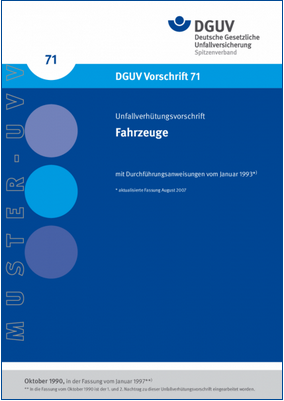 DGUV
Deutsche Gesetzliche
Unfallversicherung
Spitzenverband
71
DGUV Vorschrift 71
Unfallverhütungsvorschrift
Fahrzeuge
mit Durchführungsanweisungen vom Januar 1993*)
* aktualisierte Fassung August 2007
MUSTER-UVV
Oktober 1990, in der Fassung vom Januar 1997**)
**) In die Fassung vom Oktober 1990 ist der 1. und 2. Nachtrag zu dieser Unfallverhütungsvorschrift eingearbeitet worden.